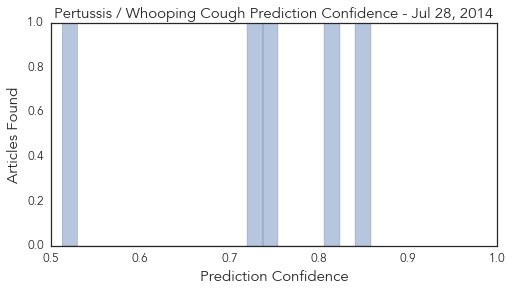 Pertussis / Whooping Cough Prediction Confidence - Jul 28, 2014
1.0
0.8
0.6
0.4
0.2
0.0
Articles Found
0.5 0.6 0.7 0.8 0.9 1.0
Prediction Confidence